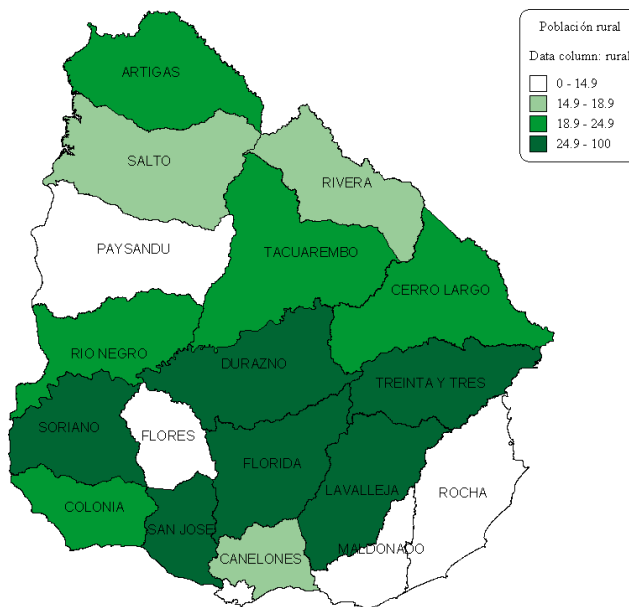 Población rural
Data column: rural
0 - 14.9
14.9 - 18.9
18.9 - 24.9
24.9 - 100
ARTIGAS
SALTO
RIVERA
PAYSANDU
TACUAREMBO
CERRO LARGO
RIO NEGRO
DURAZNO
TREINTA Y TRES
SORIANO
FLORES
FLORIDA
LAVALLEJA
ROCHA
COLONIA
SAN JOSE
MALDONADO
CANELONES